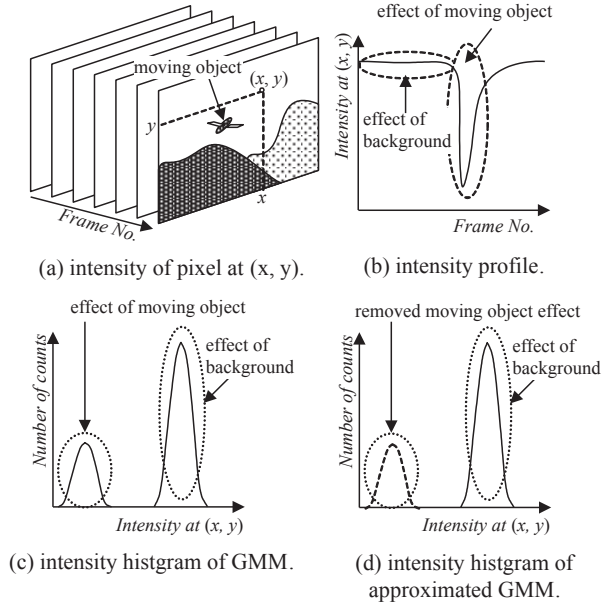 moving object
(x, y)
y
x
Frame No.
(a) intensity of pixel at (x, y).
effect of moving object
Intensity at (x, y)
effect of
background
Frame No.
(b) intensity profile.
effect of moving object
Number of counts
effect of
background
Intensity at (x, y)
(c) intensity histgram of GMM.
removed moving object effect
Number of counts
effect of
background
Intensity at (x, y)
(d) intensity histgram of
approximated GMM.